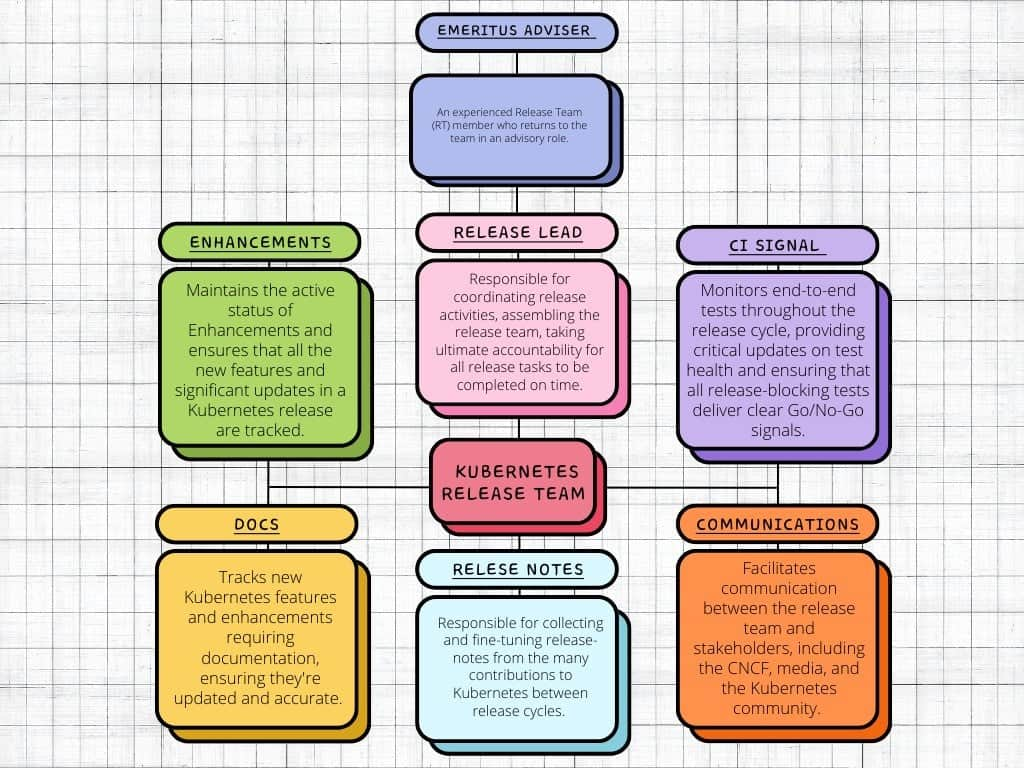 EMERITUS ADVISER
An experienced Release Team
(RT) member who returns to the
team in an advisory role.
ENHANCEMENTS
Maintains the active
status of
Enhancements and
ensures that all the
new features and
significant updates in a
Kubernetes release
are tracked.
RELEASE LEAD
Responsible for
coordinating release
activities, assembling the
release team, taking
ultimate accountability for
all release tasks to be
completed on time.
CI SIGNAL
Monitors end-to-end
tests throughout the
release cycle, providing
critical updates on test
health and ensuring that
all release-blocking tests
deliver clear Go/No-Go
signals.
KUBERNETES
RELEASE TEAM
DOCS
Tracks new
Kubernetes features
and enhancements
requiring
documentation,
ensuring they're
updated and accurate.
RELESE NOTES
Responsible for collecting
and fine-tuning release-
notes from the many
contributions to
Kubernetes between
release cycles.
COMMUNICATIONS
Facilitates
communication
between the release
team and
stakeholders, including
the CNCF, media, and
the Kubernetes
community.